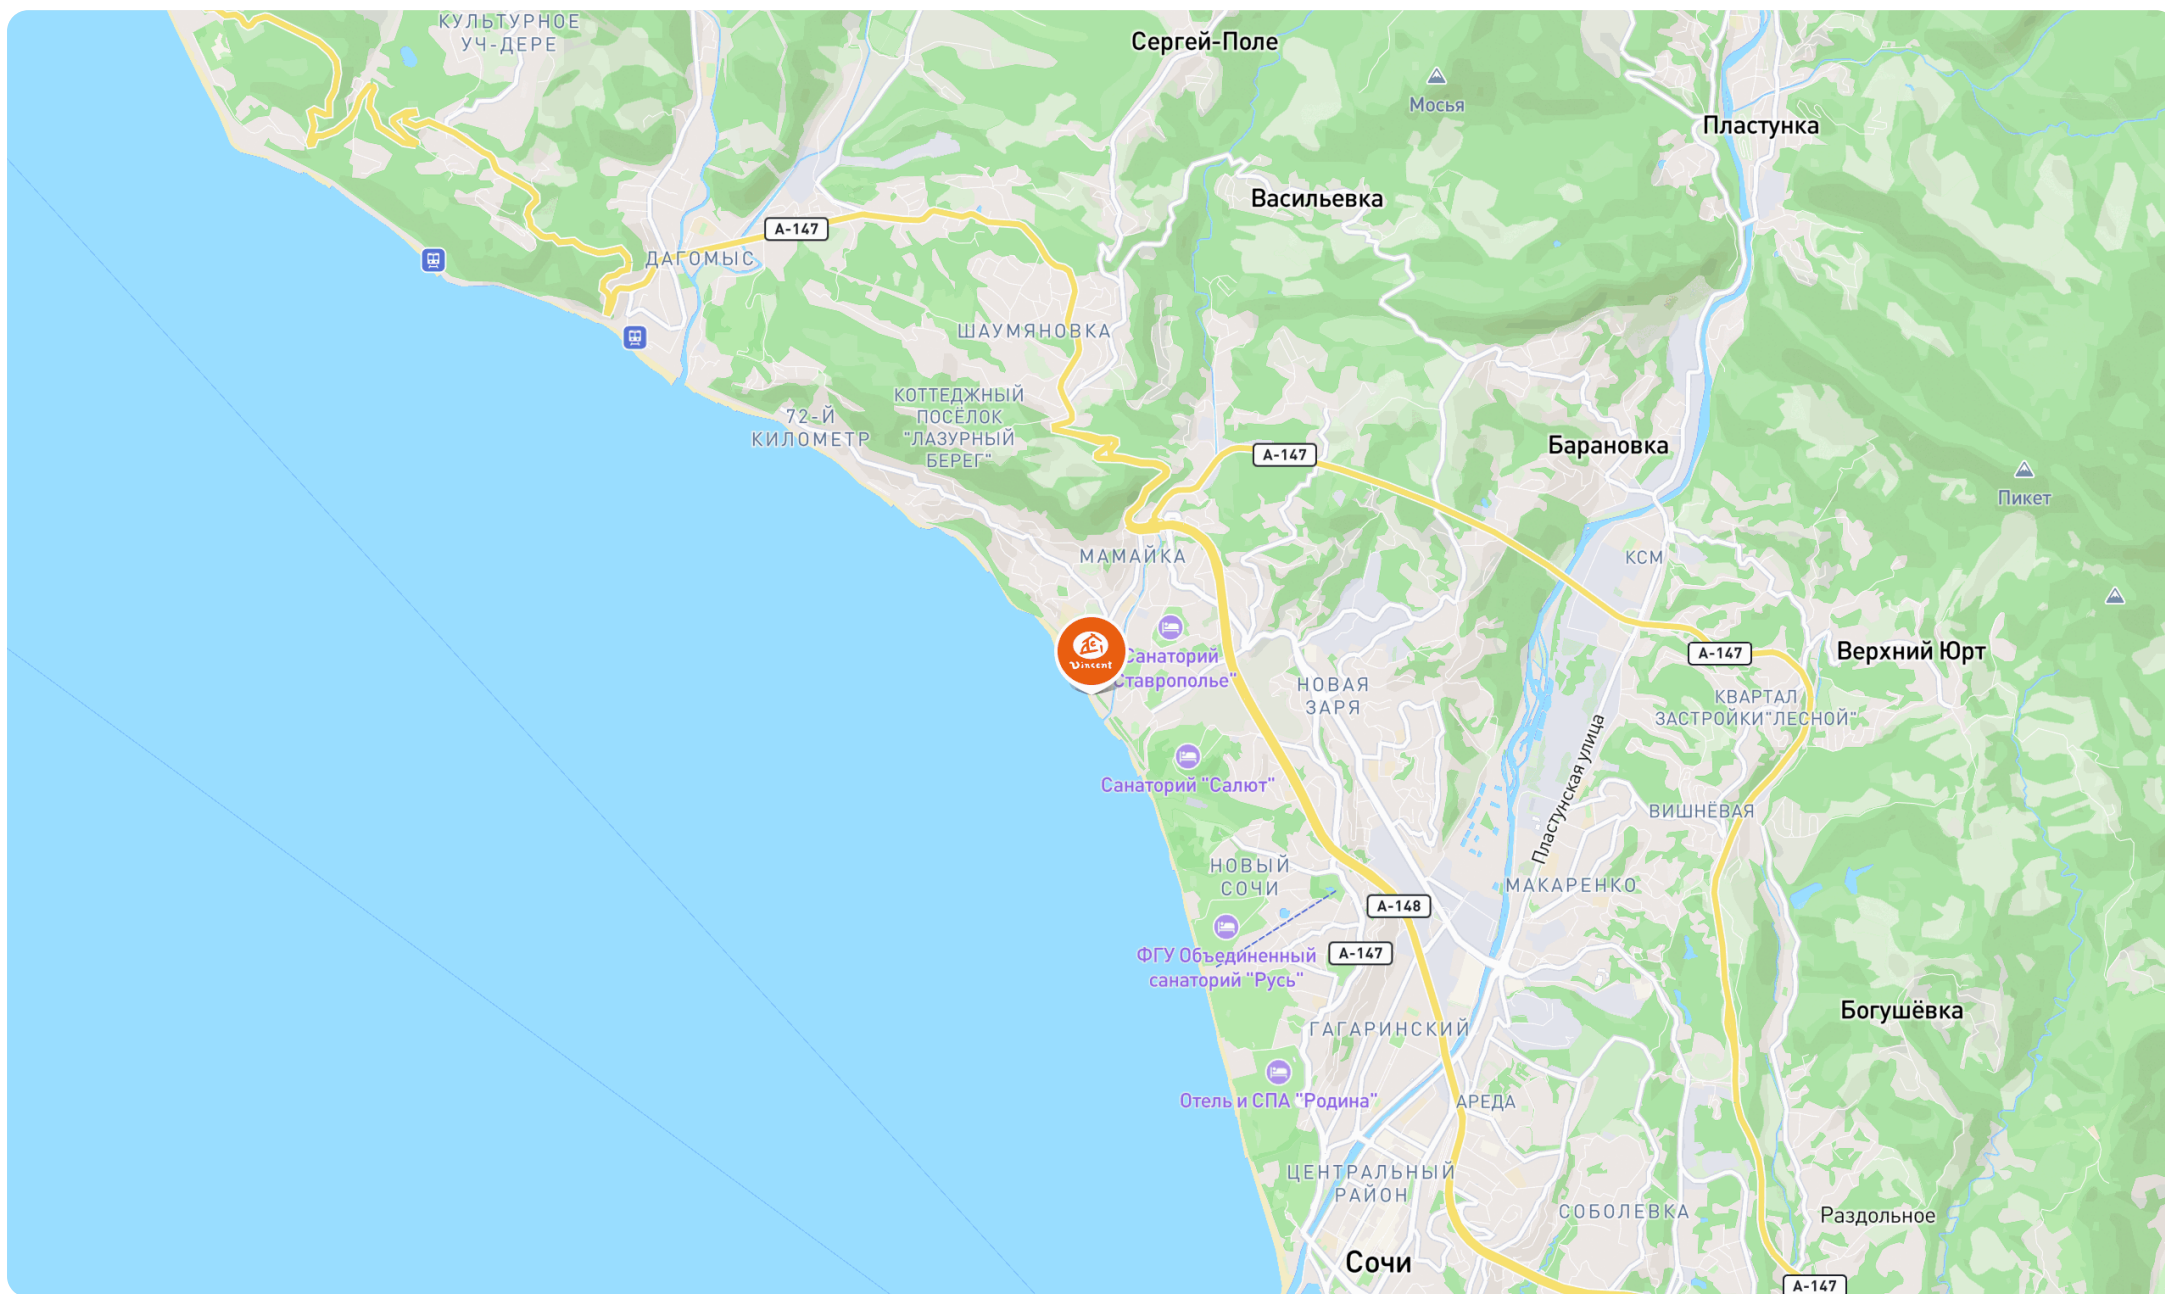 КУЛЬТУРНОЕ
УЧ-ДЕРЕ
Сергей-Поле
Мосья
Пластунка
Васильевка
А-147
ДАГОМЫС
ШАУМЯНОВКА
КОТТЕДЖНЫЙ
ПОСЁЛОК
"ЛАЗУРНЫЙ
БЕРЕГ"
72-Й
КИЛОМЕТР
А-147
Барановка
Пикет
МАМАЙКА
КСМ
Vincent
Санаторий
Ставрополье"
А-147
Верхний Юрт
НОВАЯ
ЗАРЯ
КВАРТАЛ
ЗАСТРОЙКИ"ЛЕСНОЙ"
Пластунская улица
Санаторий "Салют"
ВИШНЁВАЯ
НОВЫЙ
СОЧИ
МАКАРЕНКО
А-148
А-147
ФГУ Объединенный
санаторий "Русь"
Богушёвка
ГАГАРИНСКИЙ
Отель и СПА "Родина"
АРЕДА
ЦЕНТРАЛЬНЫЙ
РАЙОН
СОБОЛЕВКА
Раздольное
Сочи
А-147